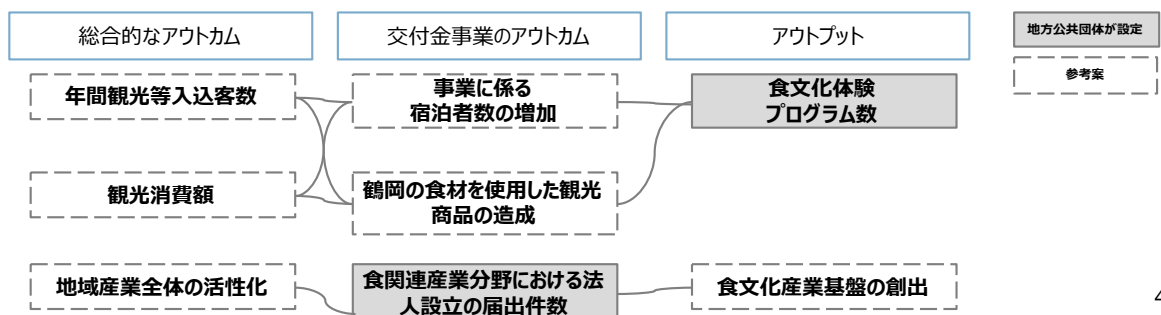 総合的なアウトカム
交付金事業のアウトカム
アウトプット
地方公共団体が設定
参考案
年間観光等入込客数
事業に係る
宿泊者数の増加
食文化体験
プログラム数
観光消費額
鶴岡の食材を使用した観光
商品の造成
地域産業全体の活性化
食関連産業分野における法
人設立の届出件数
食文化産業基盤の創出
4